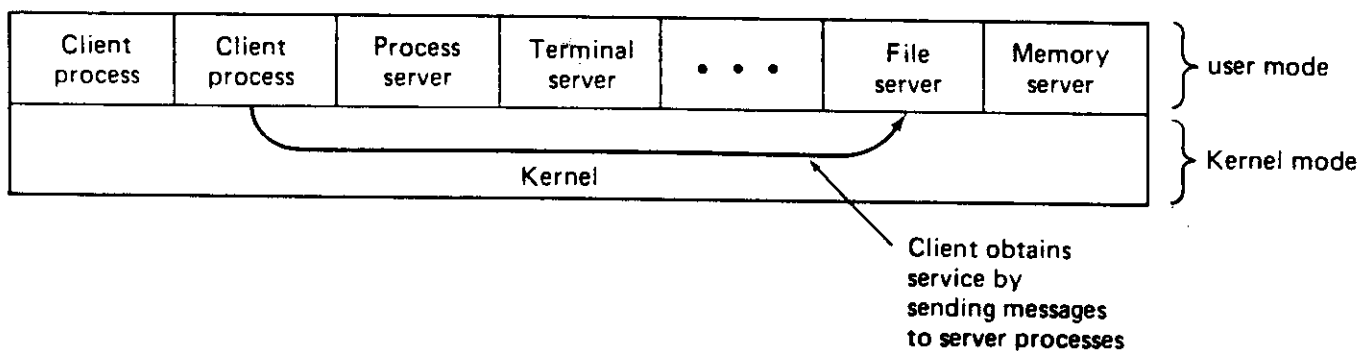 Client
process
Client
process
Process
server
Terminal
server
• • •
File
server
Memory
server
user mode
Kernel
Kernel mode
Client obtains
service by
sending messages
to server processes